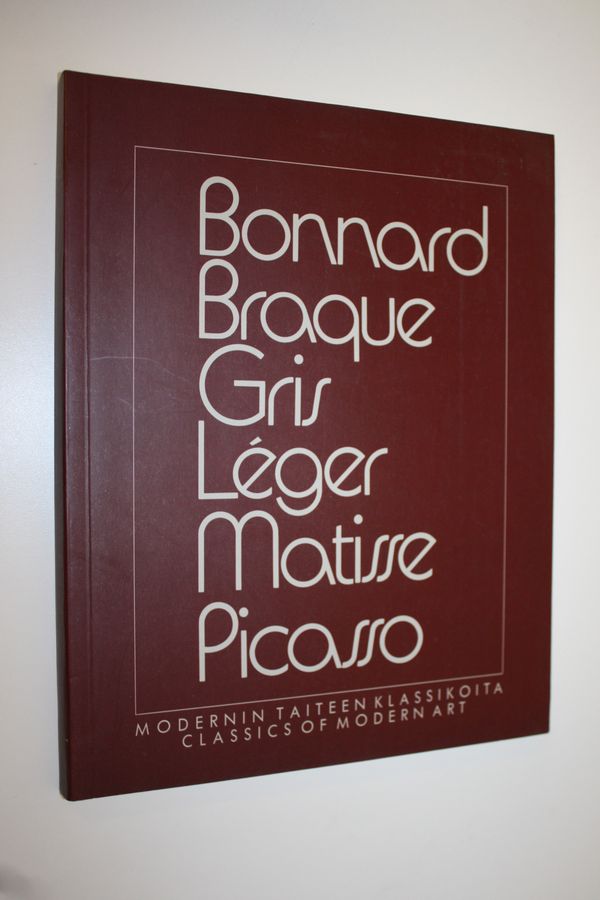 Bonnard
Braque
Gris
Léger
Matisse
Picasso
MODERNIN TAITEEN KLASSIKOITA
CLASSICS OF MODERN ART